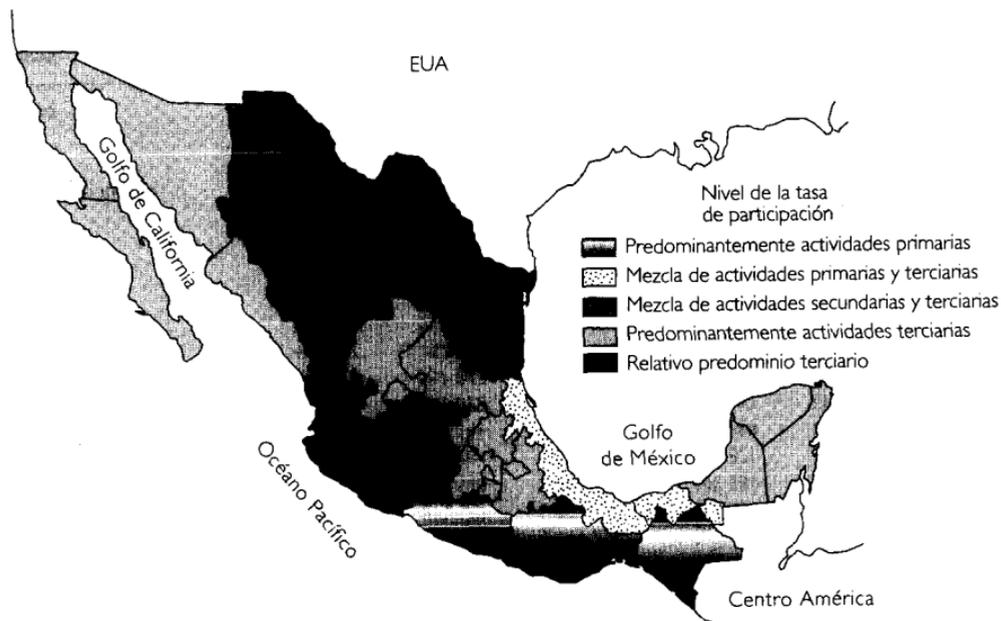 EUA
Golfo de California
Nivel de la tasa
de participación
Predominantemente actividades primarias
Mezcla de actividades primarias y terciarias
Mezcla de actividades secundarias y terciarias
Predominantemente actividades terciarias
Relativo predominio terciario
Golfo
de México
Océano Pacífico
Centro América